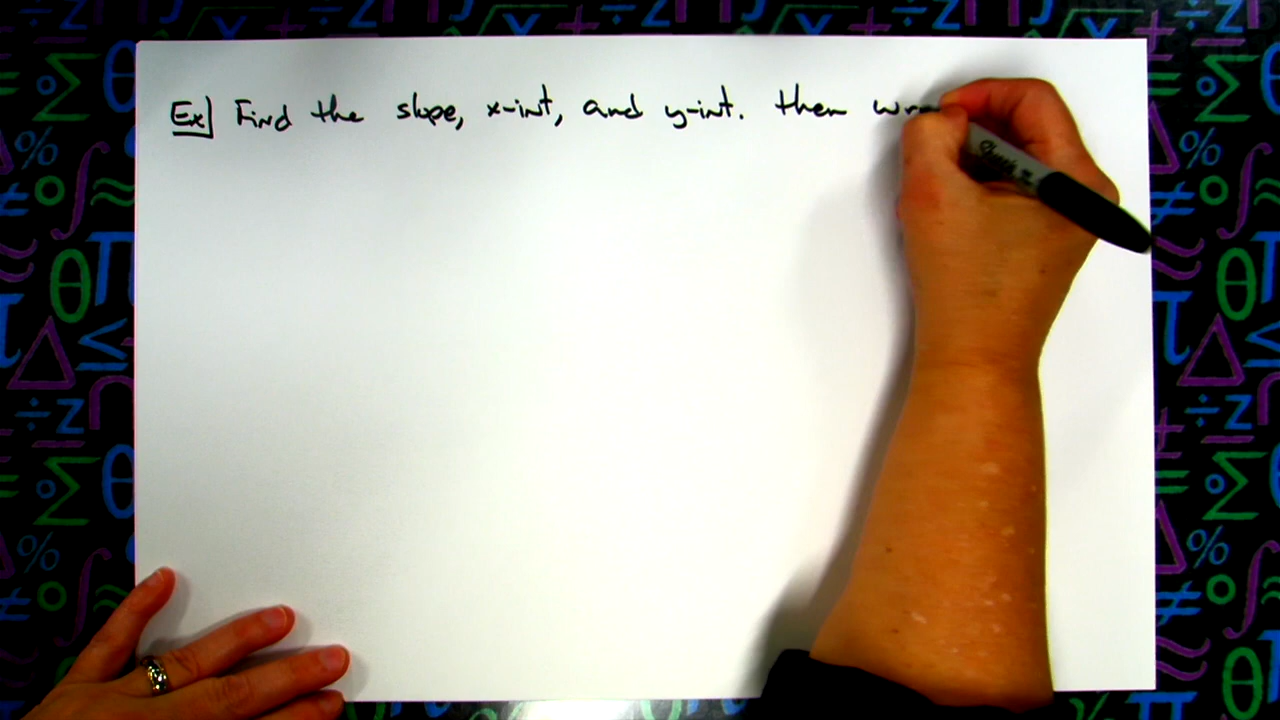 Ex] Find the slope, x-int, and y-int. then